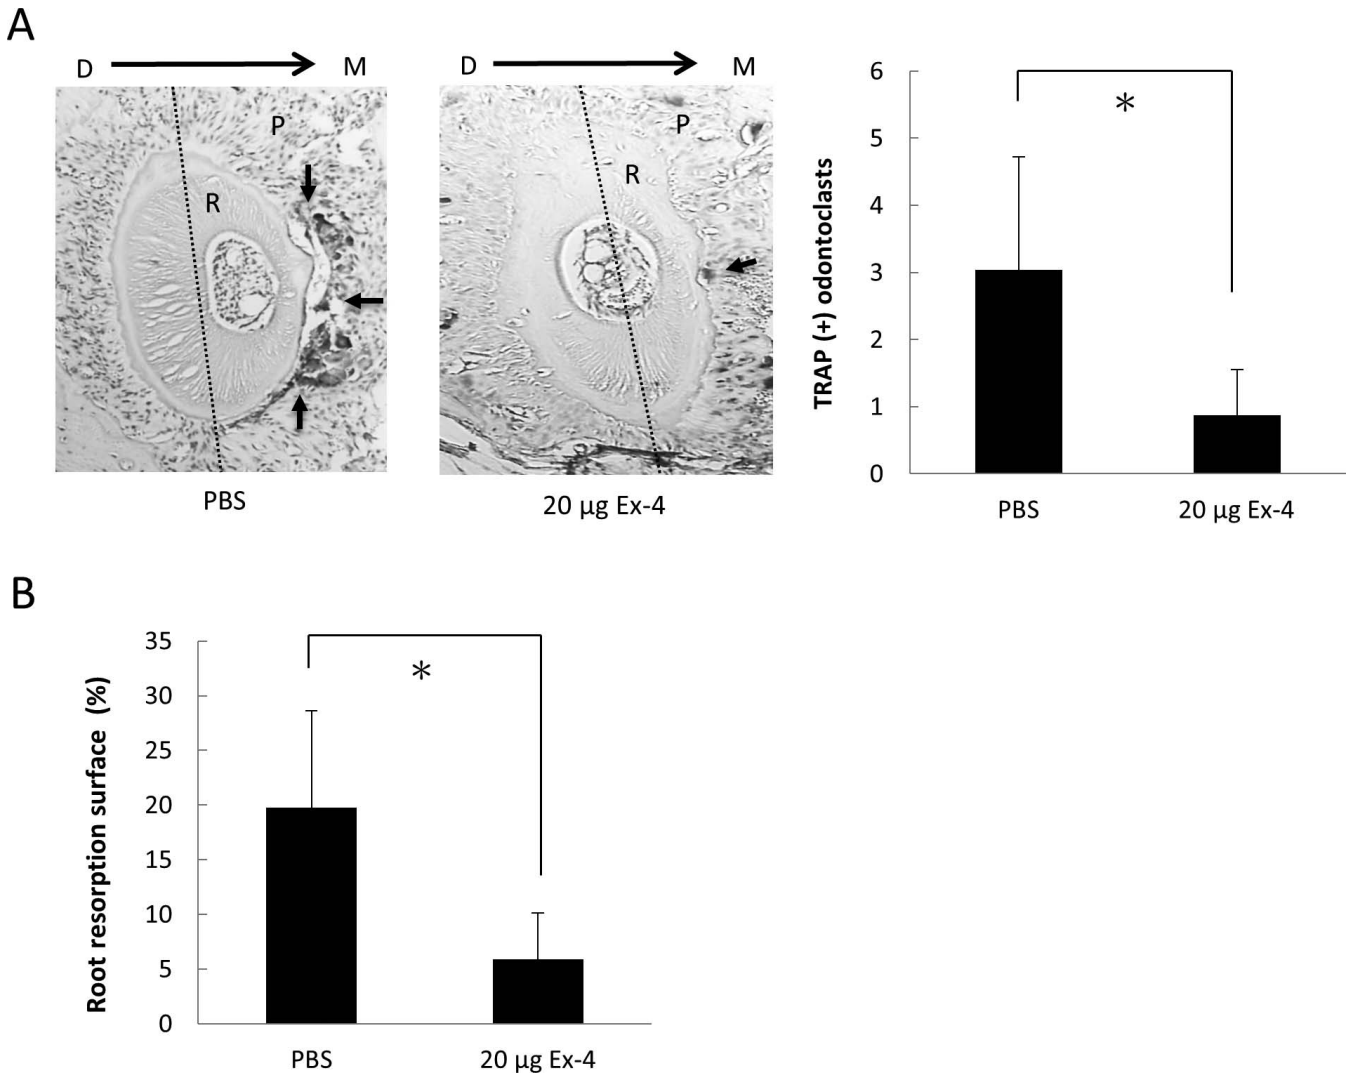 A
D M
P
R
PBS
D M
P
R
20 µg Ex-4
TRAP (+) odontoclasts
6
5
4
3
2
1
0
*
PBS 20 µg Ex-4
B
Root resorption surface (%)
35
30
25
20
15
10
5
0
*
PBS 20 µg Ex-4